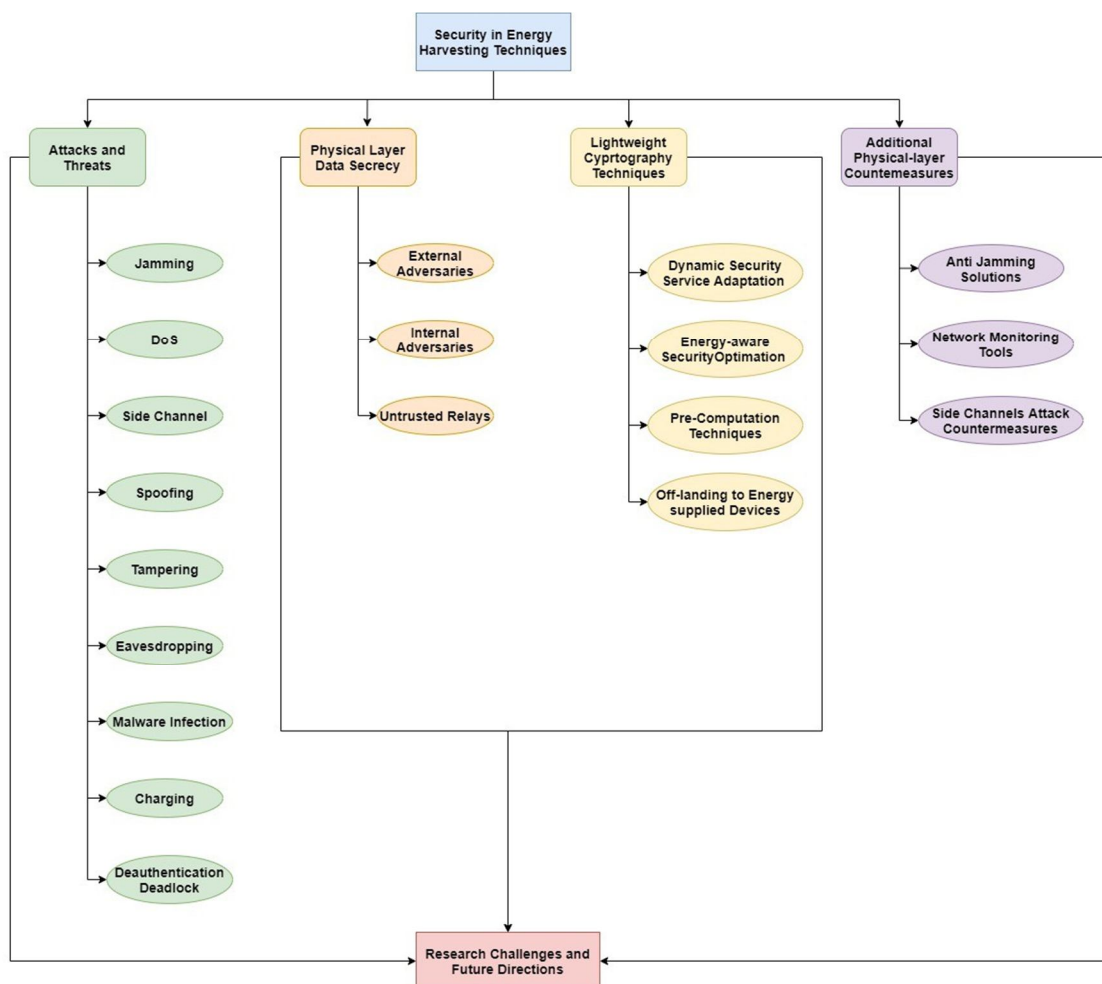 Security in Energy
Harvesting Techniques
Attacks and
Threats
Physical Layer
Data Secrecy
Lightweight
Cyprtography
Techniques
Additional
Physical-layer
Countemeasures
Jamming
DoS
Side Channel
Spoofing
Tampering
Eavesdropping
Malware Infection
Charging
Deauthentication
Deadlock
External
Adversaries
Internal
Adversaries
Untrusted Relays
Dynamic Security
Service Adaptation
Energy-aware
SecurityOptimation
Pre-Computation
Techniques
Off-landing to Energy
supplied Devices
Anti Jamming
Solutions
Network Monitoring
Tools
Side Channels Attack
Countermeasures
Research Challenges and
Future Directions